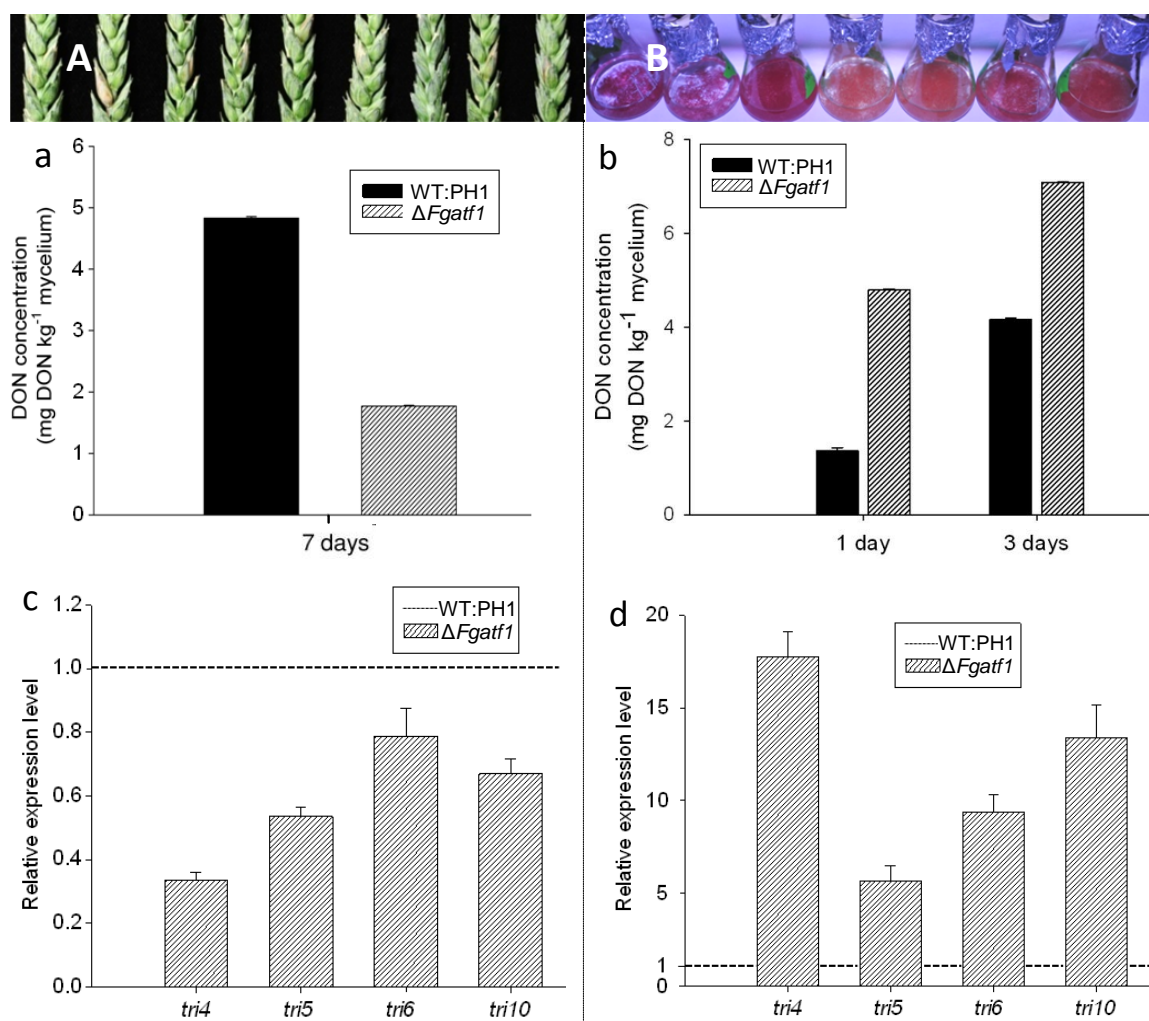 A
B
a
6
5
4
3
2
1
0
DON concentration
(mg DON kg⁻¹ mycelium)
WT:PH1
ΔFgatf1
7 days
b
8
6
4
2
0
DON concentration
(mg DON kg⁻¹ mycelium)
WT:PH1
ΔFgatf1
1 day
3 days
c
1.2
1.0
0.8
0.6
0.4
0.2
0.0
Relative expression level
WT:PH1
ΔFgatf1
tri4
tri5
tri6
tri10
d
20
15
10
5
1
0
Relative expression level
WT:PH1
ΔFgatf1
tri4
tri5
tri6
tri10